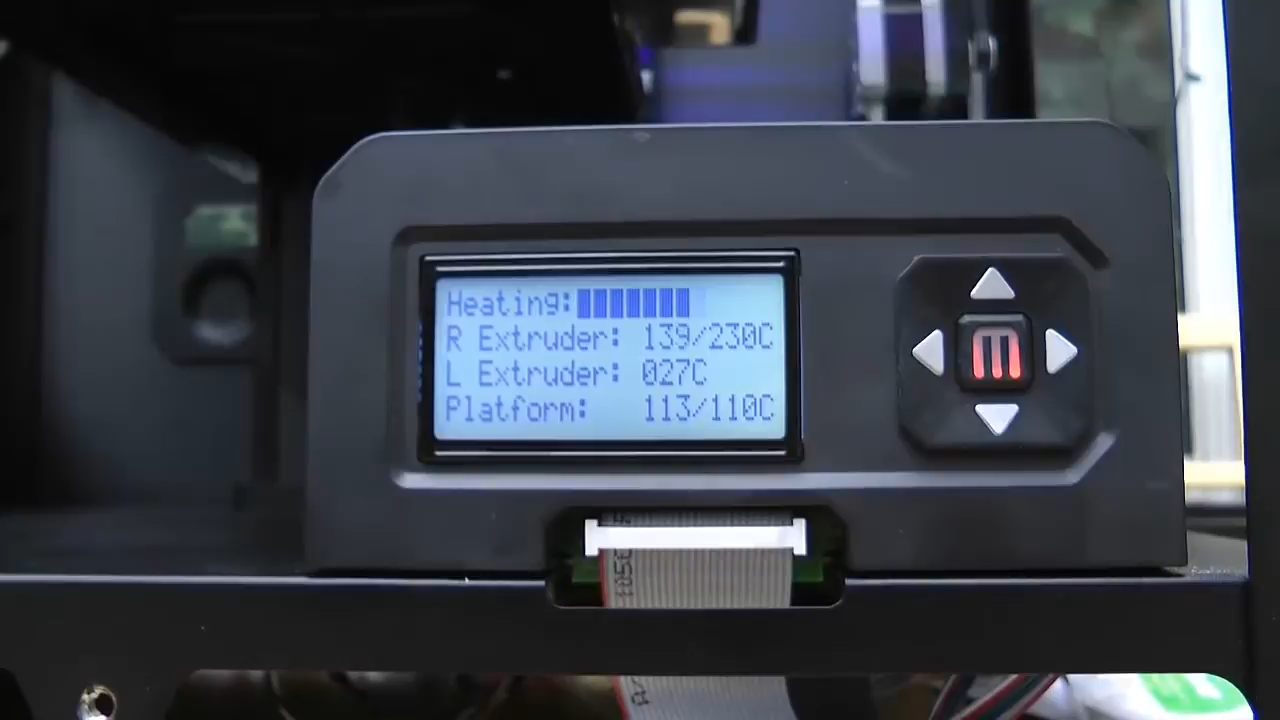 Heating:
R Extruder: 139/230C
L Extruder: 027C
Platform: 113/110C
M